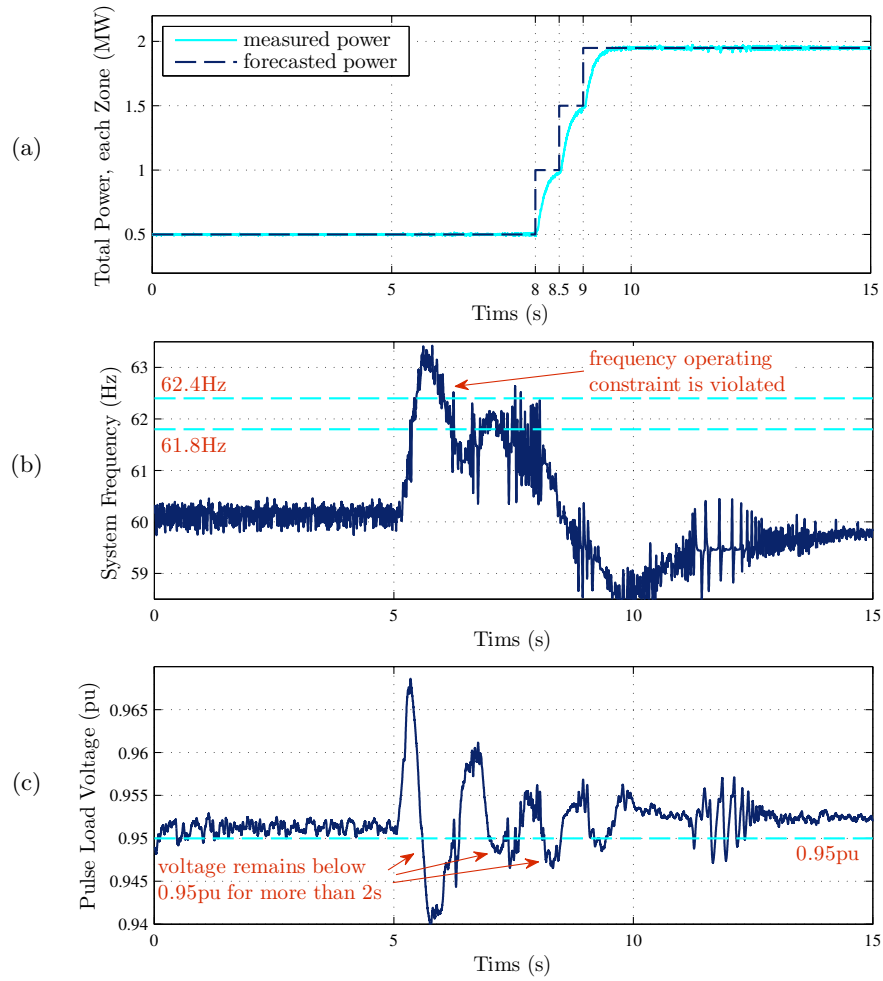 (a)
Total Power, each Zone (MW)
measured power
forecasted power
2
1.5
1
0.5
0 5 8 8.5 9 10 15
Tims (s)
(b)
System Frequency (Hz)
63
62
61
60
59
62.4Hz
61.8Hz
frequency operating
constraint is violated
0 5 10 15
Tims (s)
(c)
Pulse Load Voltage (pu)
0.965
0.96
0.955
0.950
0.945
0.94
voltage remains below
0.95pu for more than 2s
0.95pu
0 5 10 15
Tims (s)